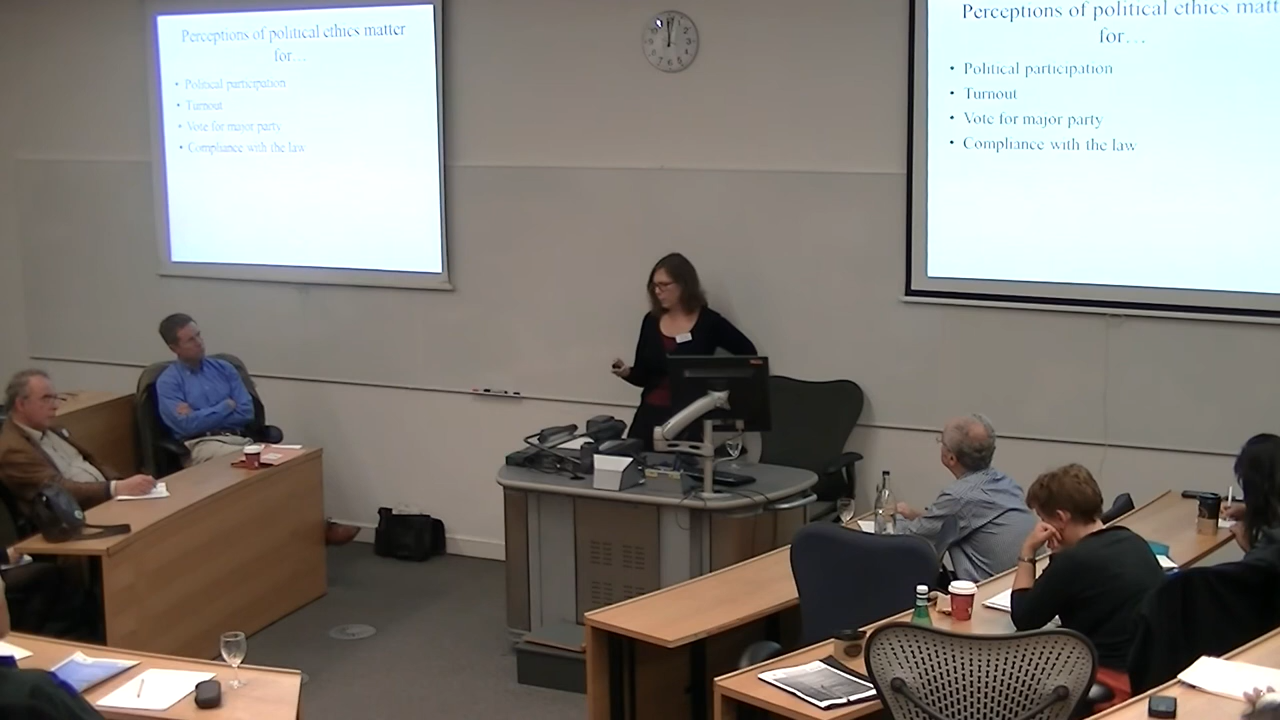 Perceptions of political ethics matter
for…
• Political participation
• Turnout
• Vote for major party
• Compliance with the law
Perceptions of political ethics matt
for…
• Political participation
• Turnout
• Vote for major party
• Compliance with the law